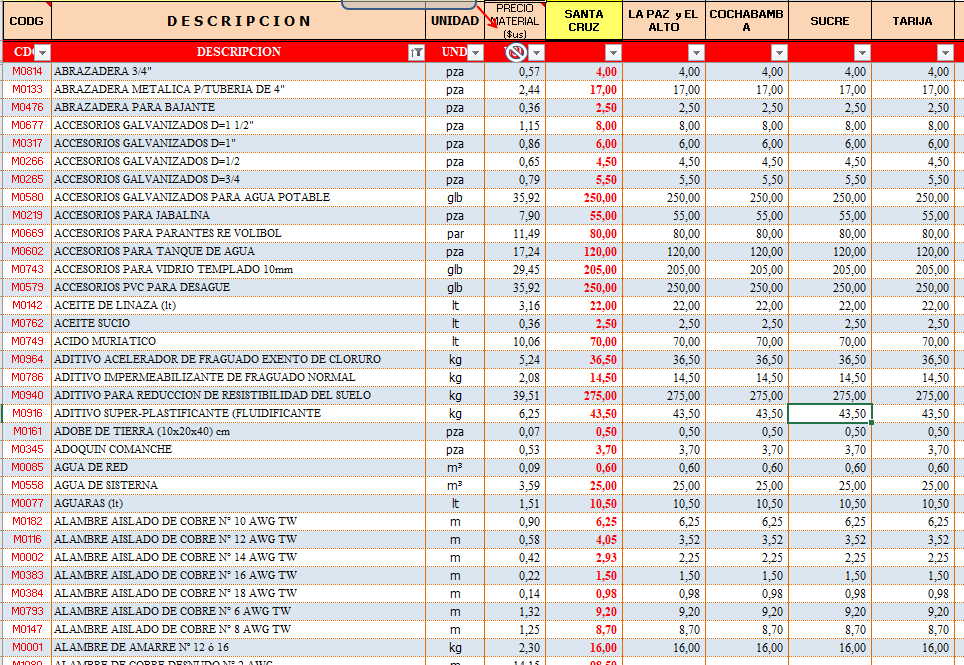 CODG DESCRIPCION UNIDAD PRECIO MATERIAL ($us) SANTA CRUZ LA PAZ y EL ALTO COCHABAMBA SUCRE TARIJA
DESCRIPCION
M0814 ABRAZADERA 3/4" pza 0,57 4,00 4,00 4,00 4,00 4,00
M0133 ABRAZADERA METALICA P/TUBERIA DE 4" pza 2,44 17,00 17,00 17,00 17,00 17,00
M0476 ABRAZADERA PARA BAJANTE pza 0,36 2,50 2,50 2,50 2,50 2,50
M0677 ACCESORIOS GALVANIZADOS D=1 1/2" pza 1,15 8,00 8,00 8,00 8,00 8,00
M0317 ACCESORIOS GALVANIZADOS D=1" pza 0,86 6,00 6,00 6,00 6,00 6,00
M0266 ACCESORIOS GALVANIZADOS D=1/2 pza 0,65 4,50 4,50 4,50 4,50 4,50
M0265 ACCESORIOS GALVANIZADOS D=3/4 pza 0,79 5,50 5,50 5,50 5,50 5,50
M0580 ACCESORIOS GALVANIZADOS PARA AGUA POTABLE glb 35,92 250,00 250,00 250,00 250,00 250,00
M0219 ACCESORIOS PARA JABALINA pza 7,90 55,00 55,00 55,00 55,00 55,00
M0669 ACCESORIOS PARA PARANTES RE VOLIBOL par 11,49 80,00 80,00 80,00 80,00 80,00
M0602 ACCESORIOS PARA TANQUE DE AGUA pza 17,24 120,00 120,00 120,00 120,00 120,00
M0743 ACCESORIOS PARA VIDRIO TEMPLADO 10mm glb 29,45 205,00 205,00 205,00 205,00 205,00
M0579 ACCESORIOS PVC PARA DESAGUE glb 35,92 250,00 250,00 250,00 250,00 250,00
M0142 ACEITE DE LINAZA (lt) lt 3,16 22,00 22,00 22,00 22,00 22,00
M0762 ACEITE SUCIO lt 0,36 2,50 2,50 2,50 2,50 2,50
M0749 ACIDO MURIATICO lt 10,06 70,00 70,00 70,00 70,00 70,00
M0964 ADITIVO ACELERADOR DE FRAGUADO EXENTO DE CLORURO kg 5,24 36,50 36,50 36,50 36,50 36,50
M0786 ADITIVO IMPERMEABILIZANTE DE FRAGUADO NORMAL kg 2,08 14,50 14,50 14,50 14,50 14,50
M0940 ADITIVO PARA REDUCCION DE RESISTIBILIDAD DEL SUELO kg 39,51 275,00 275,00 275,00 275,00 275,00
M0916 ADITIVO SUPER-PLASTIFICANTE (FLUIDIFICANTE kg 6,25 43,50 43,50 43,50 43,50 43,50
M0161 ADOBE DE TIERRA (10x20x40) cm pza 0,07 0,50 0,50 0,50 0,50 0,50
M0345 ADOQUIN COMANCHE pza 0,53 3,70 3,70 3,70 3,70 3,70
M0085 AGUA DE RED m³ 0,09 0,60 0,60 0,60 0,60 0,60
M0558 AGUA DE SISTERNA m³ 3,59 25,00 25,00 25,00 25,00 25,00
M0077 AGUARAS (lt) lt 1,51 10,50 10,50 10,50 10,50 10,50
M0182 ALAMBRE AISLADO DE COBRE Nº 10 AWG TW m 0,90 6,25 6,25 6,25 6,25 6,25
M0116 ALAMBRE AISLADO DE COBRE Nº 12 AWG TW m 0,58 4,05 3,52 3,52 3,52 3,52
M0002 ALAMBRE AISLADO DE COBRE Nº 14 AWG TW m 0,42 2,93 2,25 2,25 2,25 2,25
M0383 ALAMBRE AISLADO DE COBRE Nº 16 AWG TW m 0,22 1,50 1,50 1,50 1,50 1,50
M0384 ALAMBRE AISLADO DE COBRE Nº 18 AWG TW m 0,14 0,98 0,98 0,98 0,98 0,98
M0793 ALAMBRE AISLADO DE COBRE Nº 6 AWG TW m 1,32 9,20 9,20 9,20 9,20 9,20
M0147 ALAMBRE AISLADO DE COBRE Nº 8 AWG TW m 1,25 8,70 8,70 8,70 8,70 8,70
M0001 ALAMBRE DE AMARRE Nº 12 ó 16 kg 2,30 16,00 16,00 16,00 16,00 16,00